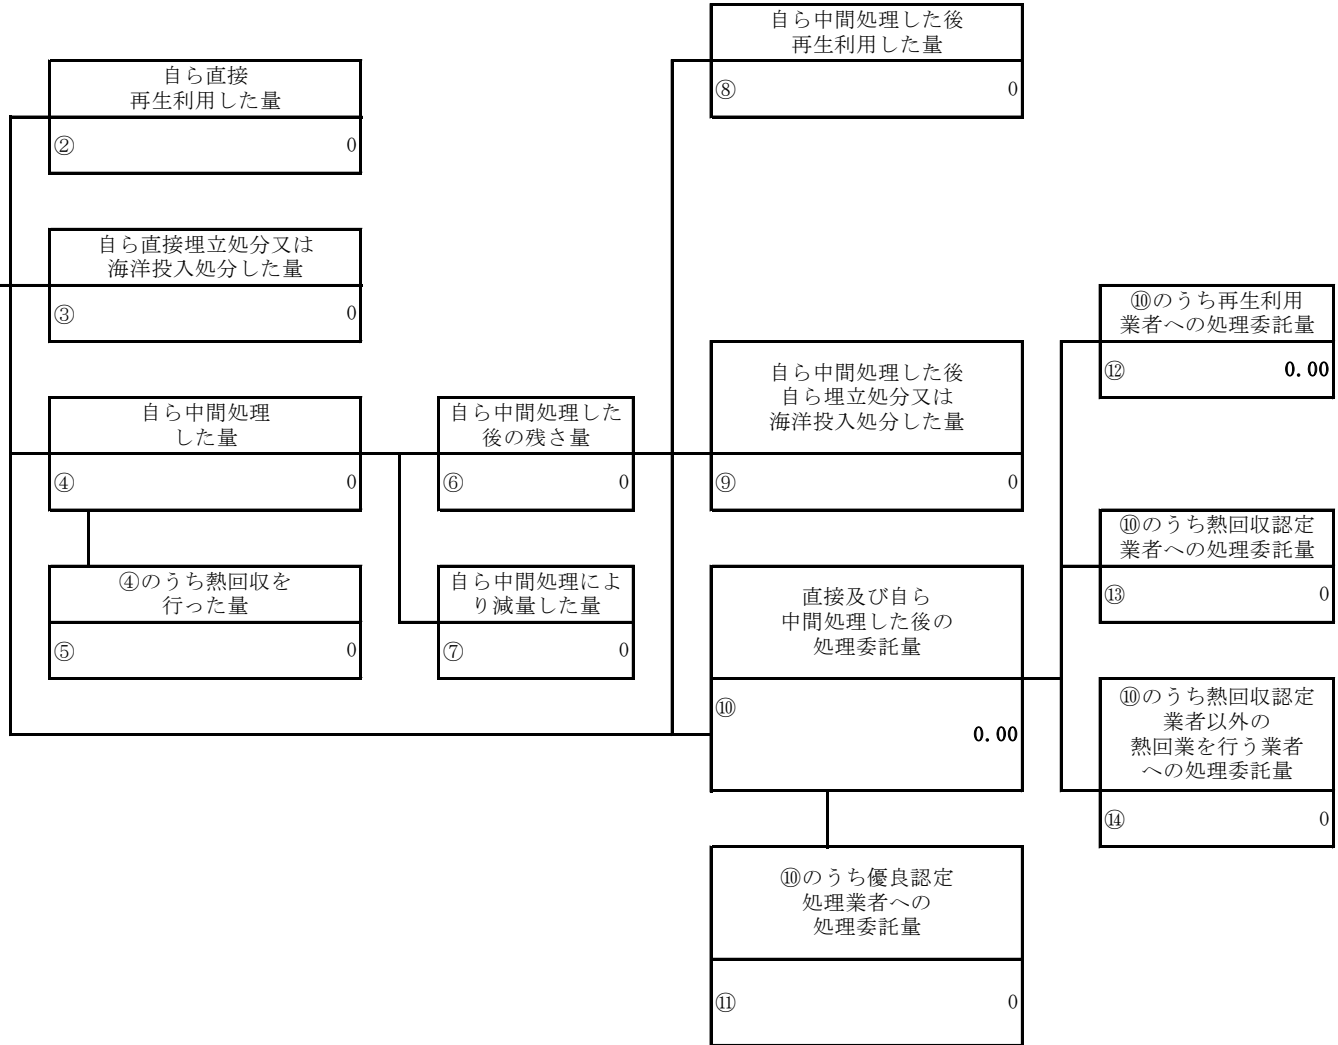 自ら直接
再生利用した量
②
0
自ら直接埋立処分又は
海洋投入処分した量
③
0
自ら中間処理
した量
④
0
④のうち熱回収を
行った量
⑤
0
自ら中間処理した
後の残さ量
⑥
0
自ら中間処理によ
り減量した量
⑦
0
自ら中間処理した後
再生利用した量
⑧
0
自ら中間処理した後
自ら埋立処分又は
海洋投入処分した量
⑨
0
直接及び自ら
中間処理した後の
処理委託量
⑩
0.00
⑩のうち優良認定
処理業者への
処理委託量
⑪
0
⑩のうち再生利用
業者への処理委託量
⑫
0.00
⑩のうち熱回収認定
業者への処理委託量
⑬
0
⑩のうち熱回収認定
業者以外の
熱回業を行う業者
への処理委託量
⑭
0